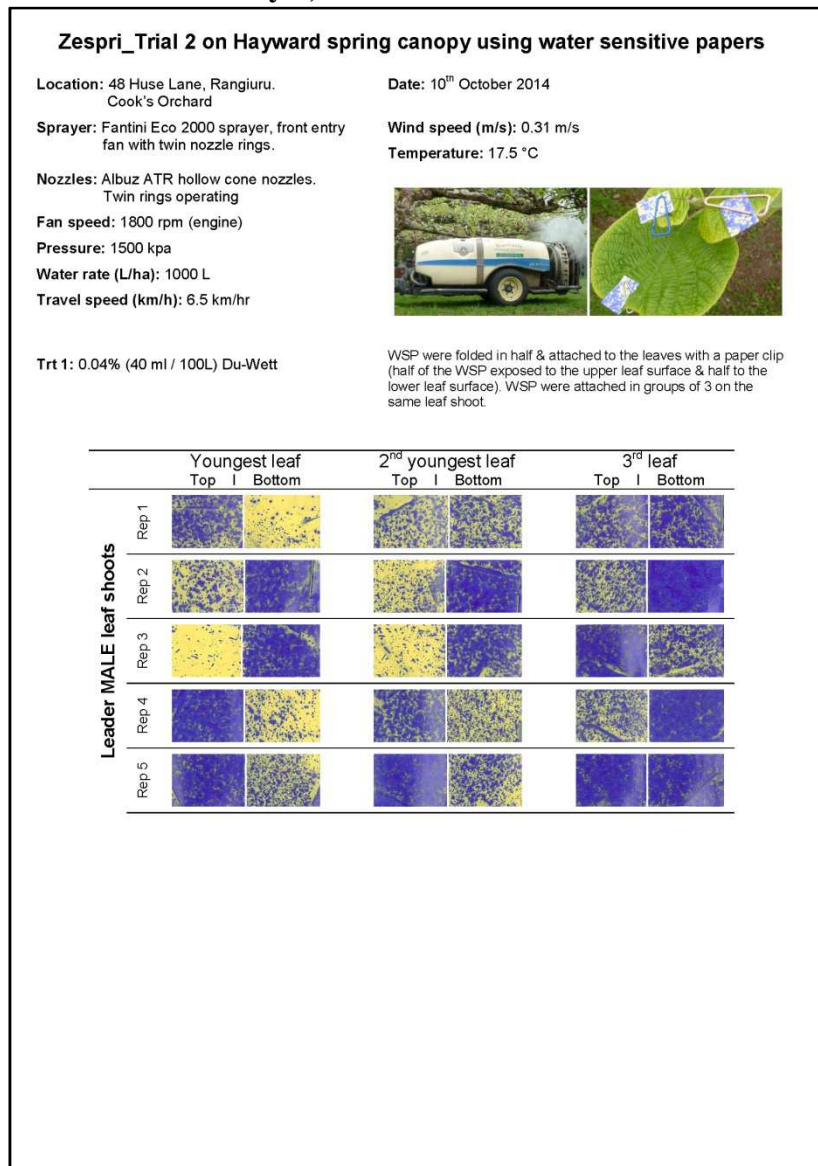 Zespri_Trial 2 on Hayward spring canopy using water sensitive papers
Location: 48 Huse Lane, Rangiuru.
Cook's Orchard
Date: 10th October 2014
Sprayer: Fantini Eco 2000 sprayer, front entry
fan with twin nozzle rings.
Wind speed (m/s): 0.31 m/s
Temperature: 17.5 °C
Nozzles: Albuz ATR hollow cone nozzles.
Twin rings operating
Fan speed: 1800 rpm (engine)
Pressure: 1500 kpa
Water rate (L/ha): 1000 L
Travel speed (km/h): 6.5 km/hr
Trt 1: 0.04% (40 ml / 100L) Du-Wett
WSP were folded in half & attached to the leaves with a paper clip
(half of the WSP exposed to the upper leaf surface & half to the
lower leaf surface). WSP were attached in groups of 3 on the
same leaf shoot.
Youngest leaf 2nd youngest leaf 3rd leaf
Top I Bottom Top I Bottom Top I Bottom
Leader MALE leaf shoots
Rep 1
Rep 2
Rep 3
Rep 4
Rep 5